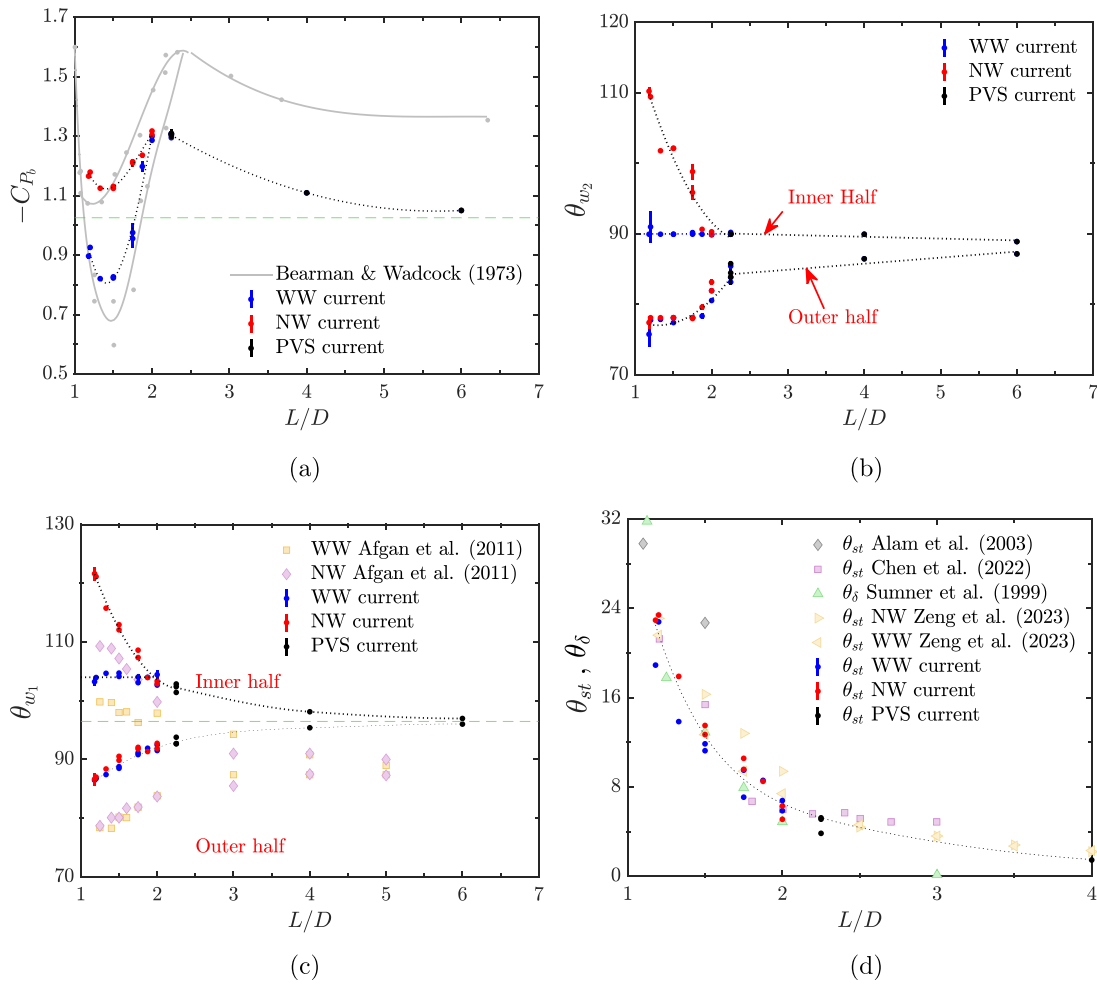 1.7
1.5
1.3
1.1
0.9
0.7
0.5
−C_{P_b}
Bearman & Wadcock (1973)
WW current
NW current
PVS current
1 2 3 4 5 6 7
L/D
(a)
120
90
70
θ_{w_2}
WW current
NW current
PVS current
Inner Half
Outer half
1 2 3 4 5 6 7
L/D
(b)
130
110
90
70
θ_{w_1}
WW Afgan et al. (2011)
NW Afgan et al. (2011)
WW current
NW current
PVS current
Inner half
Outer half
1 2 3 4 5 6 7
L/D
(c)
32
24
16
8
0
θ_{st} , θ_δ
θ_{st} Alam et al. (2003)
θ_{st} Chen et al. (2022)
θ_δ Sumner et al. (1999)
θ_{st} NW Zeng et al. (2023)
θ_{st} WW Zeng et al. (2023)
θ_{st} WW current
θ_{st} NW current
θ_{st} PVS current
1 2 3 4
L/D
(d)